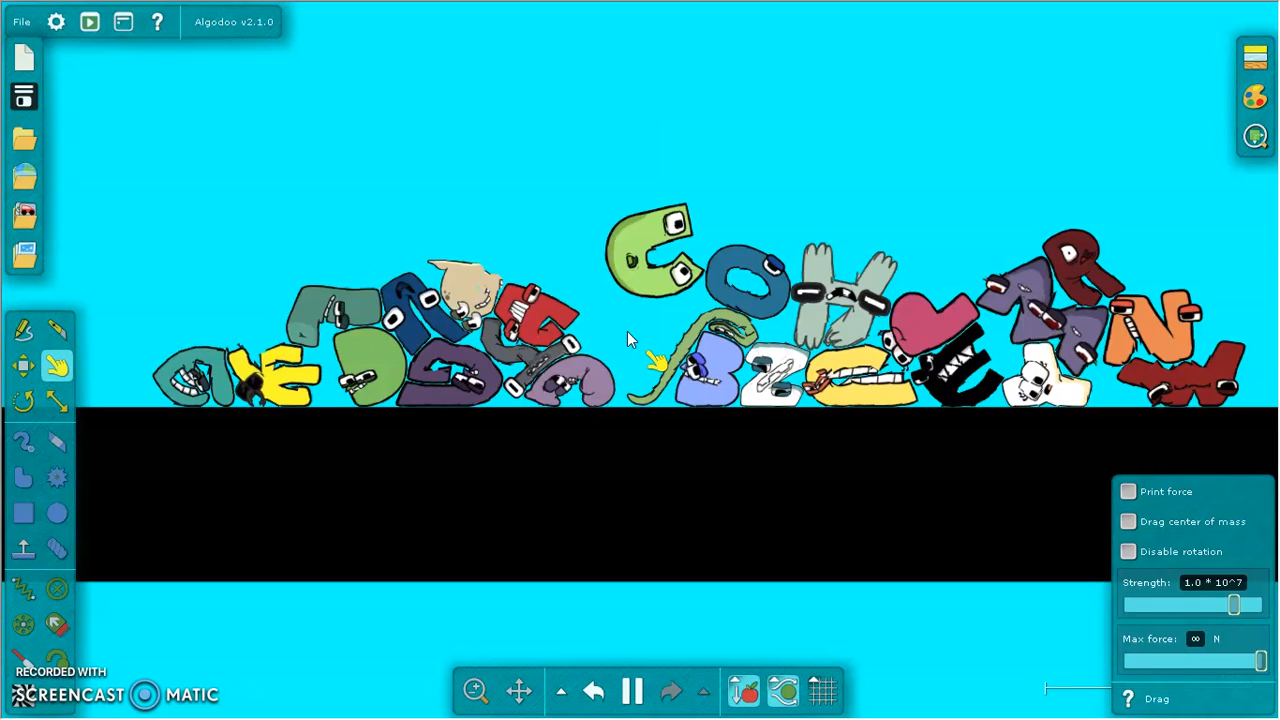 File
Algodoo v2.1.0
Print force
Drag center of mass
Disable rotation
Strength: 1.0 * 10^7
Max force: ∞ N
? Drag
RECORDED WITH
SCREENCAST MATIC